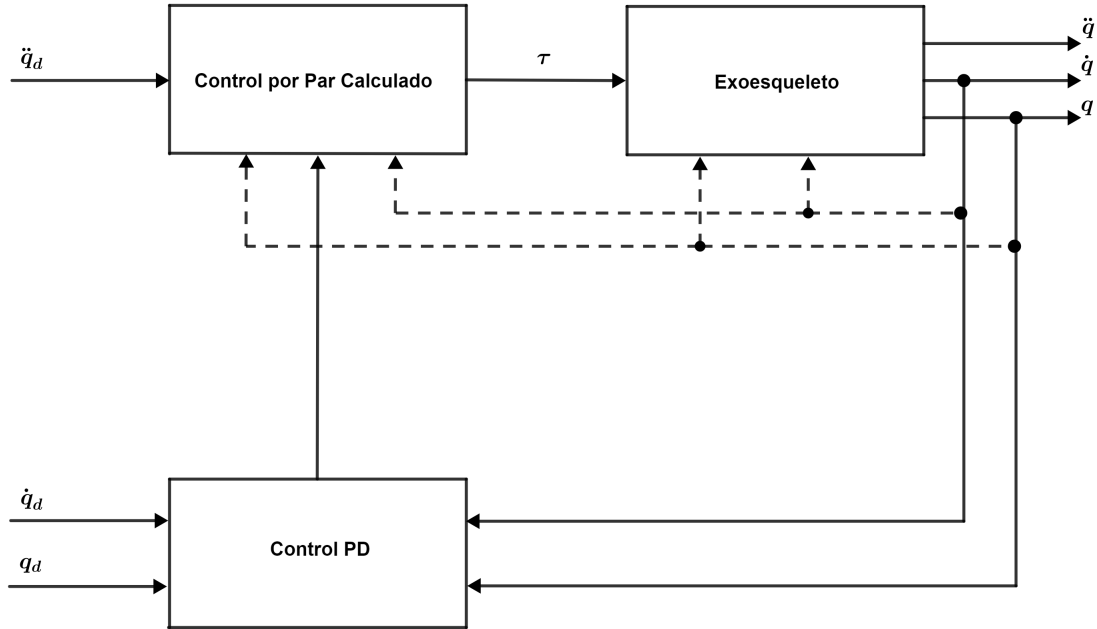 q̈_d
Control por Par Calculado
τ
Exoesqueleto
q̈
q̇
q
q̇_d
q_d
Control PD